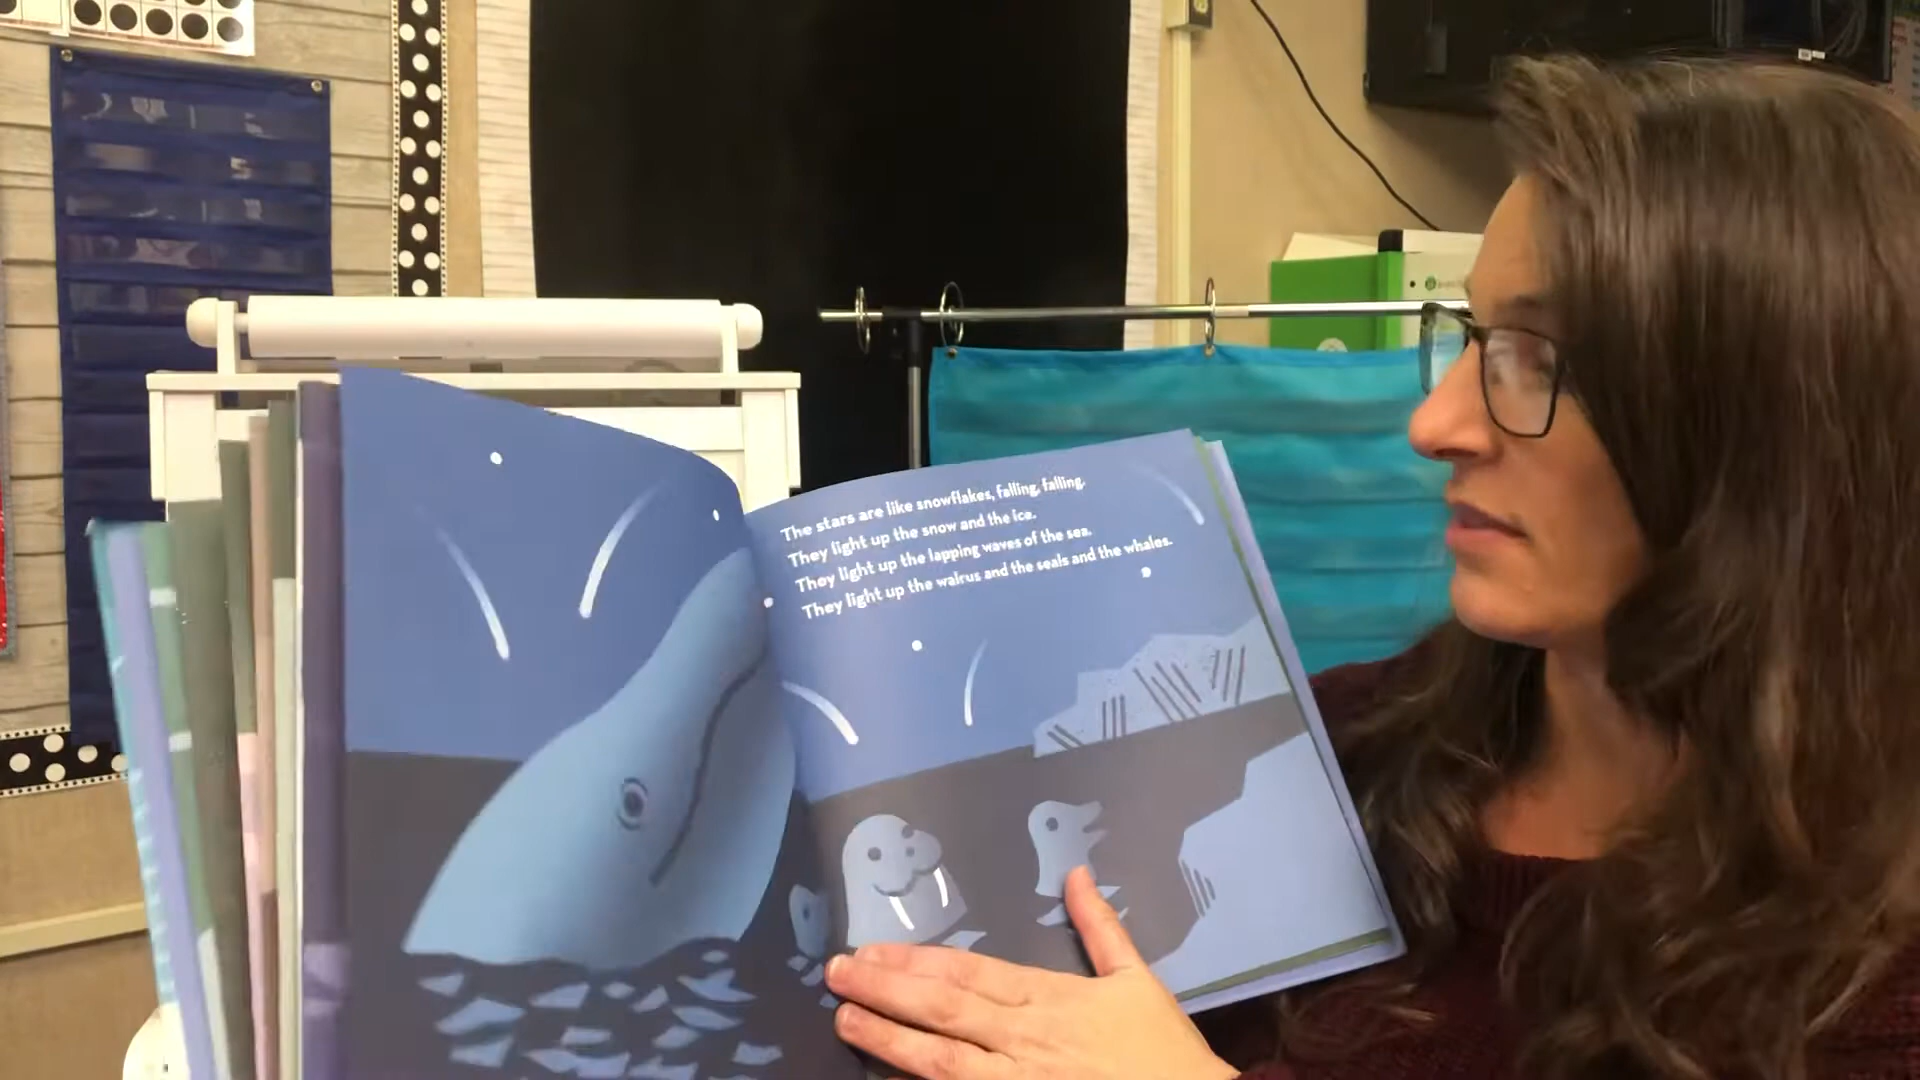 The stars are like snowflakes, falling, falling.
They light up the snow and the ice.
They light up the lapping waves of the sea.
They light up the walrus and the seals and the whales.